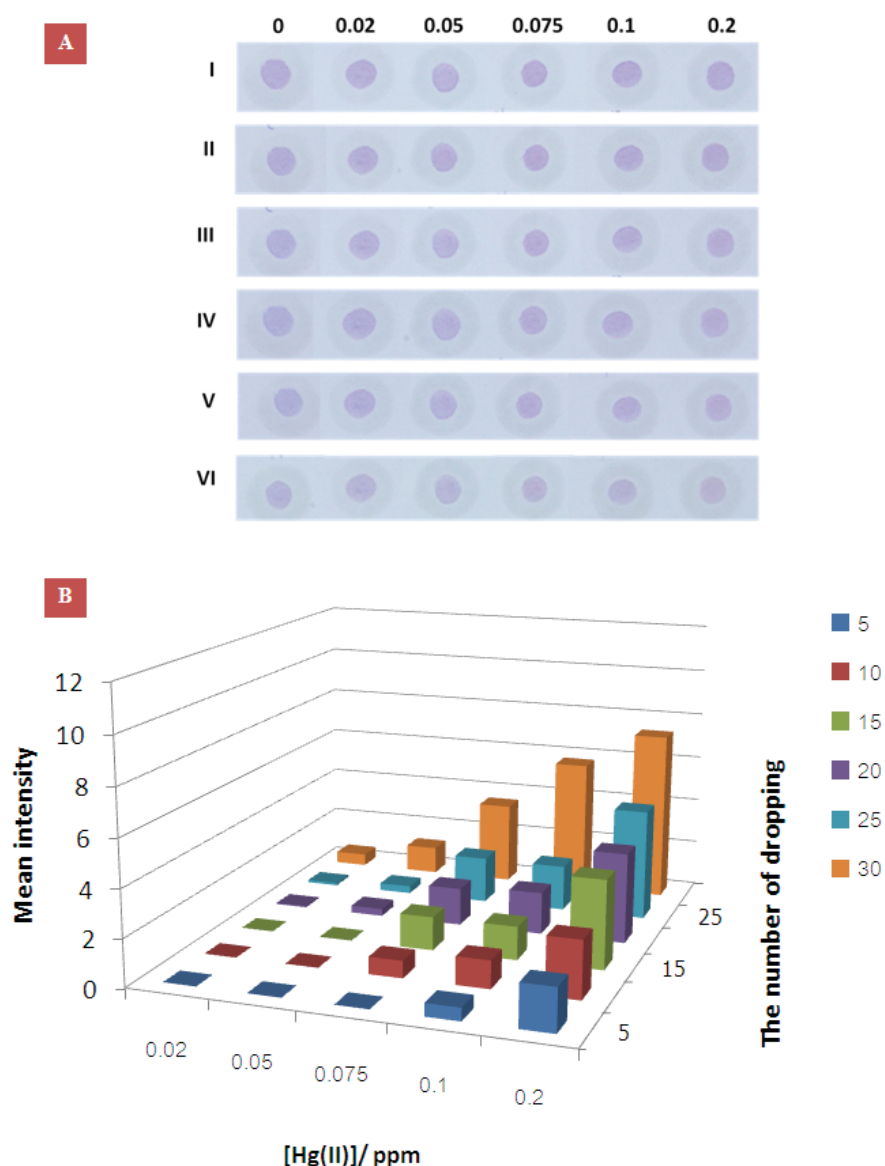 A
0 0.02 0.05 0.075 0.1 0.2
I
II
III
IV
V
VI
B
12
10
8
6
4
2
0
Mean intensity
0.02
0.05
0.075
0.1
0.2
[Hg(II)]/ ppm
5
15
25
The number of dropping
5
10
15
20
25
30